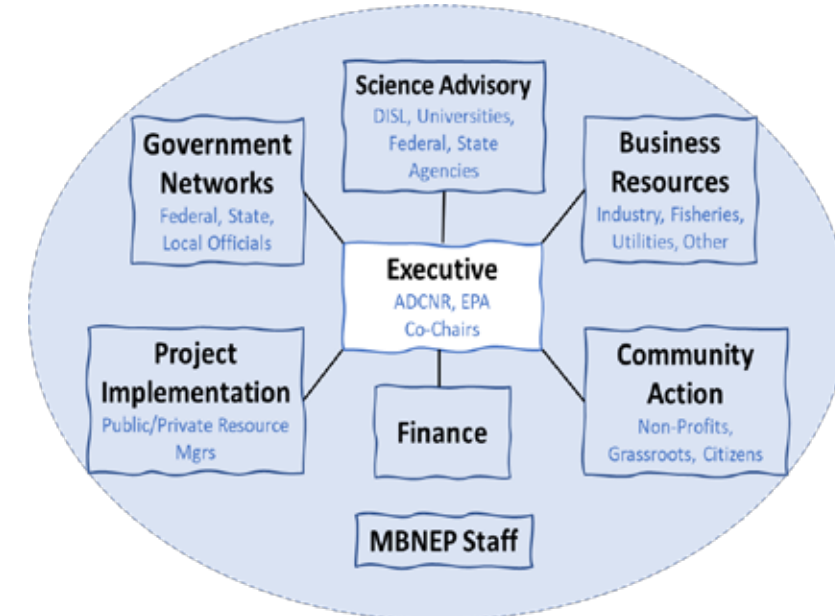 Science Advisory
DISL, Universities,
Federal, State
Agencies
Government
Networks
Federal, State,
Local Officials
Business
Resources
Industry, Fisheries,
Utilities, Other
Executive
ADCNR, EPA
Co-Chairs
Project
Implementation
Public/Private Resource
Mgrs
Finance
Community
Action
Non-Profits,
Grassroots, Citizens
MBNEP Staff